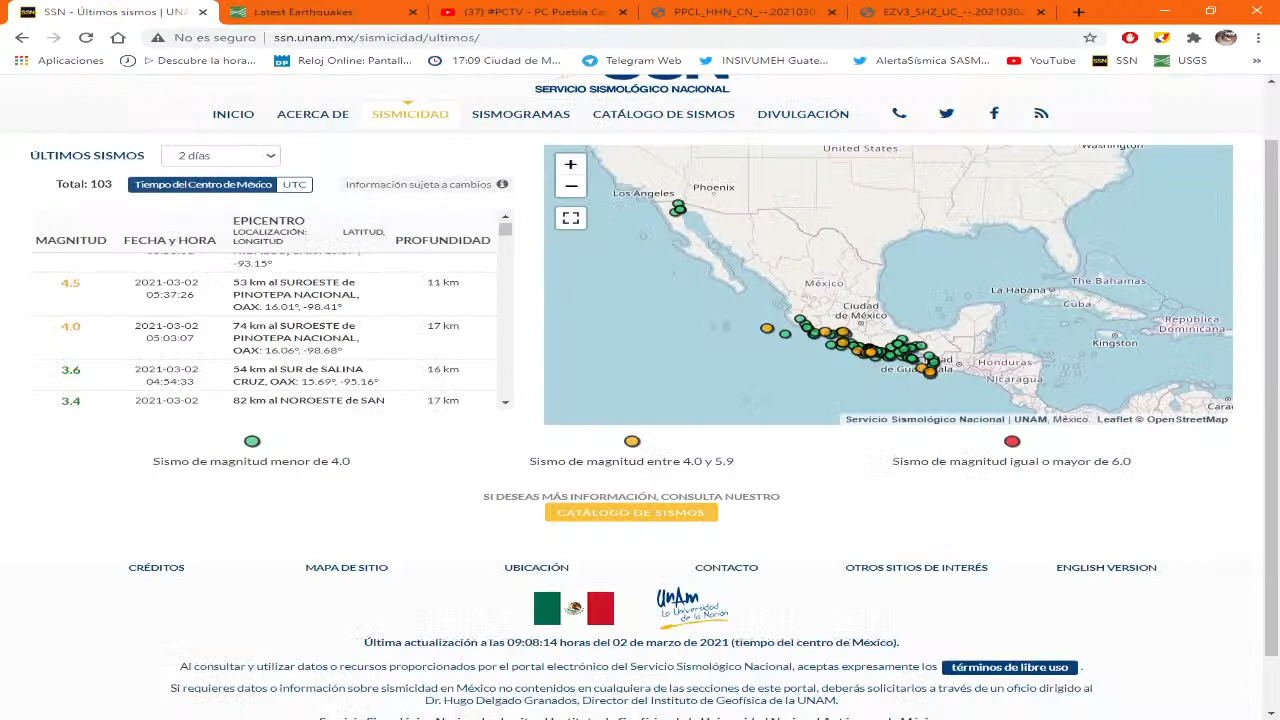 SSN - Últimos sismos | UNA
Latest Earthquakes
(37) #PCTV - PC Puebla Ca
PPCL_HHN_CN_--.2021030
EZV3_SHZ_UC_--.2021030
No es seguro | ssn.unam.mx/sismicidad/ultimos/
Aplicaciones
ᐅ Descubre la hora...
Reloj Online: Pantall...
17:09 Ciudad de M...
Telegram Web
INSIVUMEH Guate...
AlertaSísmica SASM...
YouTube
SSN
USGS
»
SSN
SERVICIO SISMOLÓGICO NACIONAL
INICIO
ACERCA DE
SISMICIDAD
SISMOGRAMAS
CATÁLOGO DE SISMOS
DIVULGACIÓN
ÚLTIMOS SISMOS
2 días
Total: 103
Tiempo del Centro de México
UTC
Información sujeta a cambios
MAGNITUD
FECHA y HORA
EPICENTRO
LOCALIZACIÓN: LATITUD,
LONGITUD
PROFUNDIDAD
-93.15°
4.5
2021-03-02
05:37:26
53 km al SUROESTE de
PINOTEPA NACIONAL,
OAX: 16.01°, -98.41°
11 km
4.0
2021-03-02
05:03:07
74 km al SUROESTE de
PINOTEPA NACIONAL,
OAX: 16.06°, -98.68°
17 km
3.6
2021-03-02
04:54:33
54 km al SUR de SALINA
CRUZ, OAX: 15.69°, -95.16°
16 km
3.4
2021-03-02
82 km al NOROESTE de SAN
17 km
+
−
United States
Washington
Los Angeles
Phoenix
México
Ciudad
de México
La Habana
The Bahamas
Cuba
República
Dominicana
Kingston
Honduras
de Guatemala
Nicaragua
Cara
Servicio Sismológico Nacional | UNAM, México. Leaflet © OpenStreetMap
Sismo de magnitud menor de 4.0
Sismo de magnitud entre 4.0 y 5.9
Sismo de magnitud igual o mayor de 6.0
SI DESEAS MÁS INFORMACIÓN, CONSULTA NUESTRO
CATÁLOGO DE SISMOS
CRÉDITOS
MAPA DE SITIO
UBICACIÓN
CONTACTO
OTROS SITIOS DE INTERÉS
ENGLISH VERSION
UNAM
La Universidad
de la Nación
Última actualización a las 09:08:14 horas del 02 de marzo de 2021 (tiempo del centro de México).
Al consultar y utilizar datos o recursos proporcionados por el portal electrónico del Servicio Sismológico Nacional, aceptas expresamente los términos de libre uso .
Si requieres datos o información sobre sismicidad en México no contenidos en cualquiera de las secciones de este portal, deberás solicitarlos a través de un oficio dirigido al
Dr. Hugo Delgado Granados, Director del Instituto de Geofísica de la UNAM.